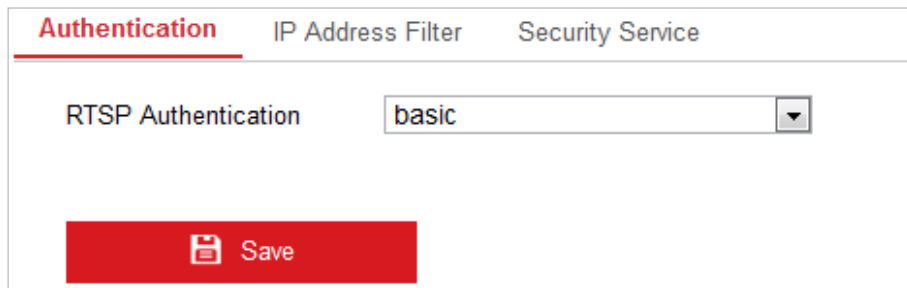 Authentication IP Address Filter Security Service
RTSP Authentication basic
Save